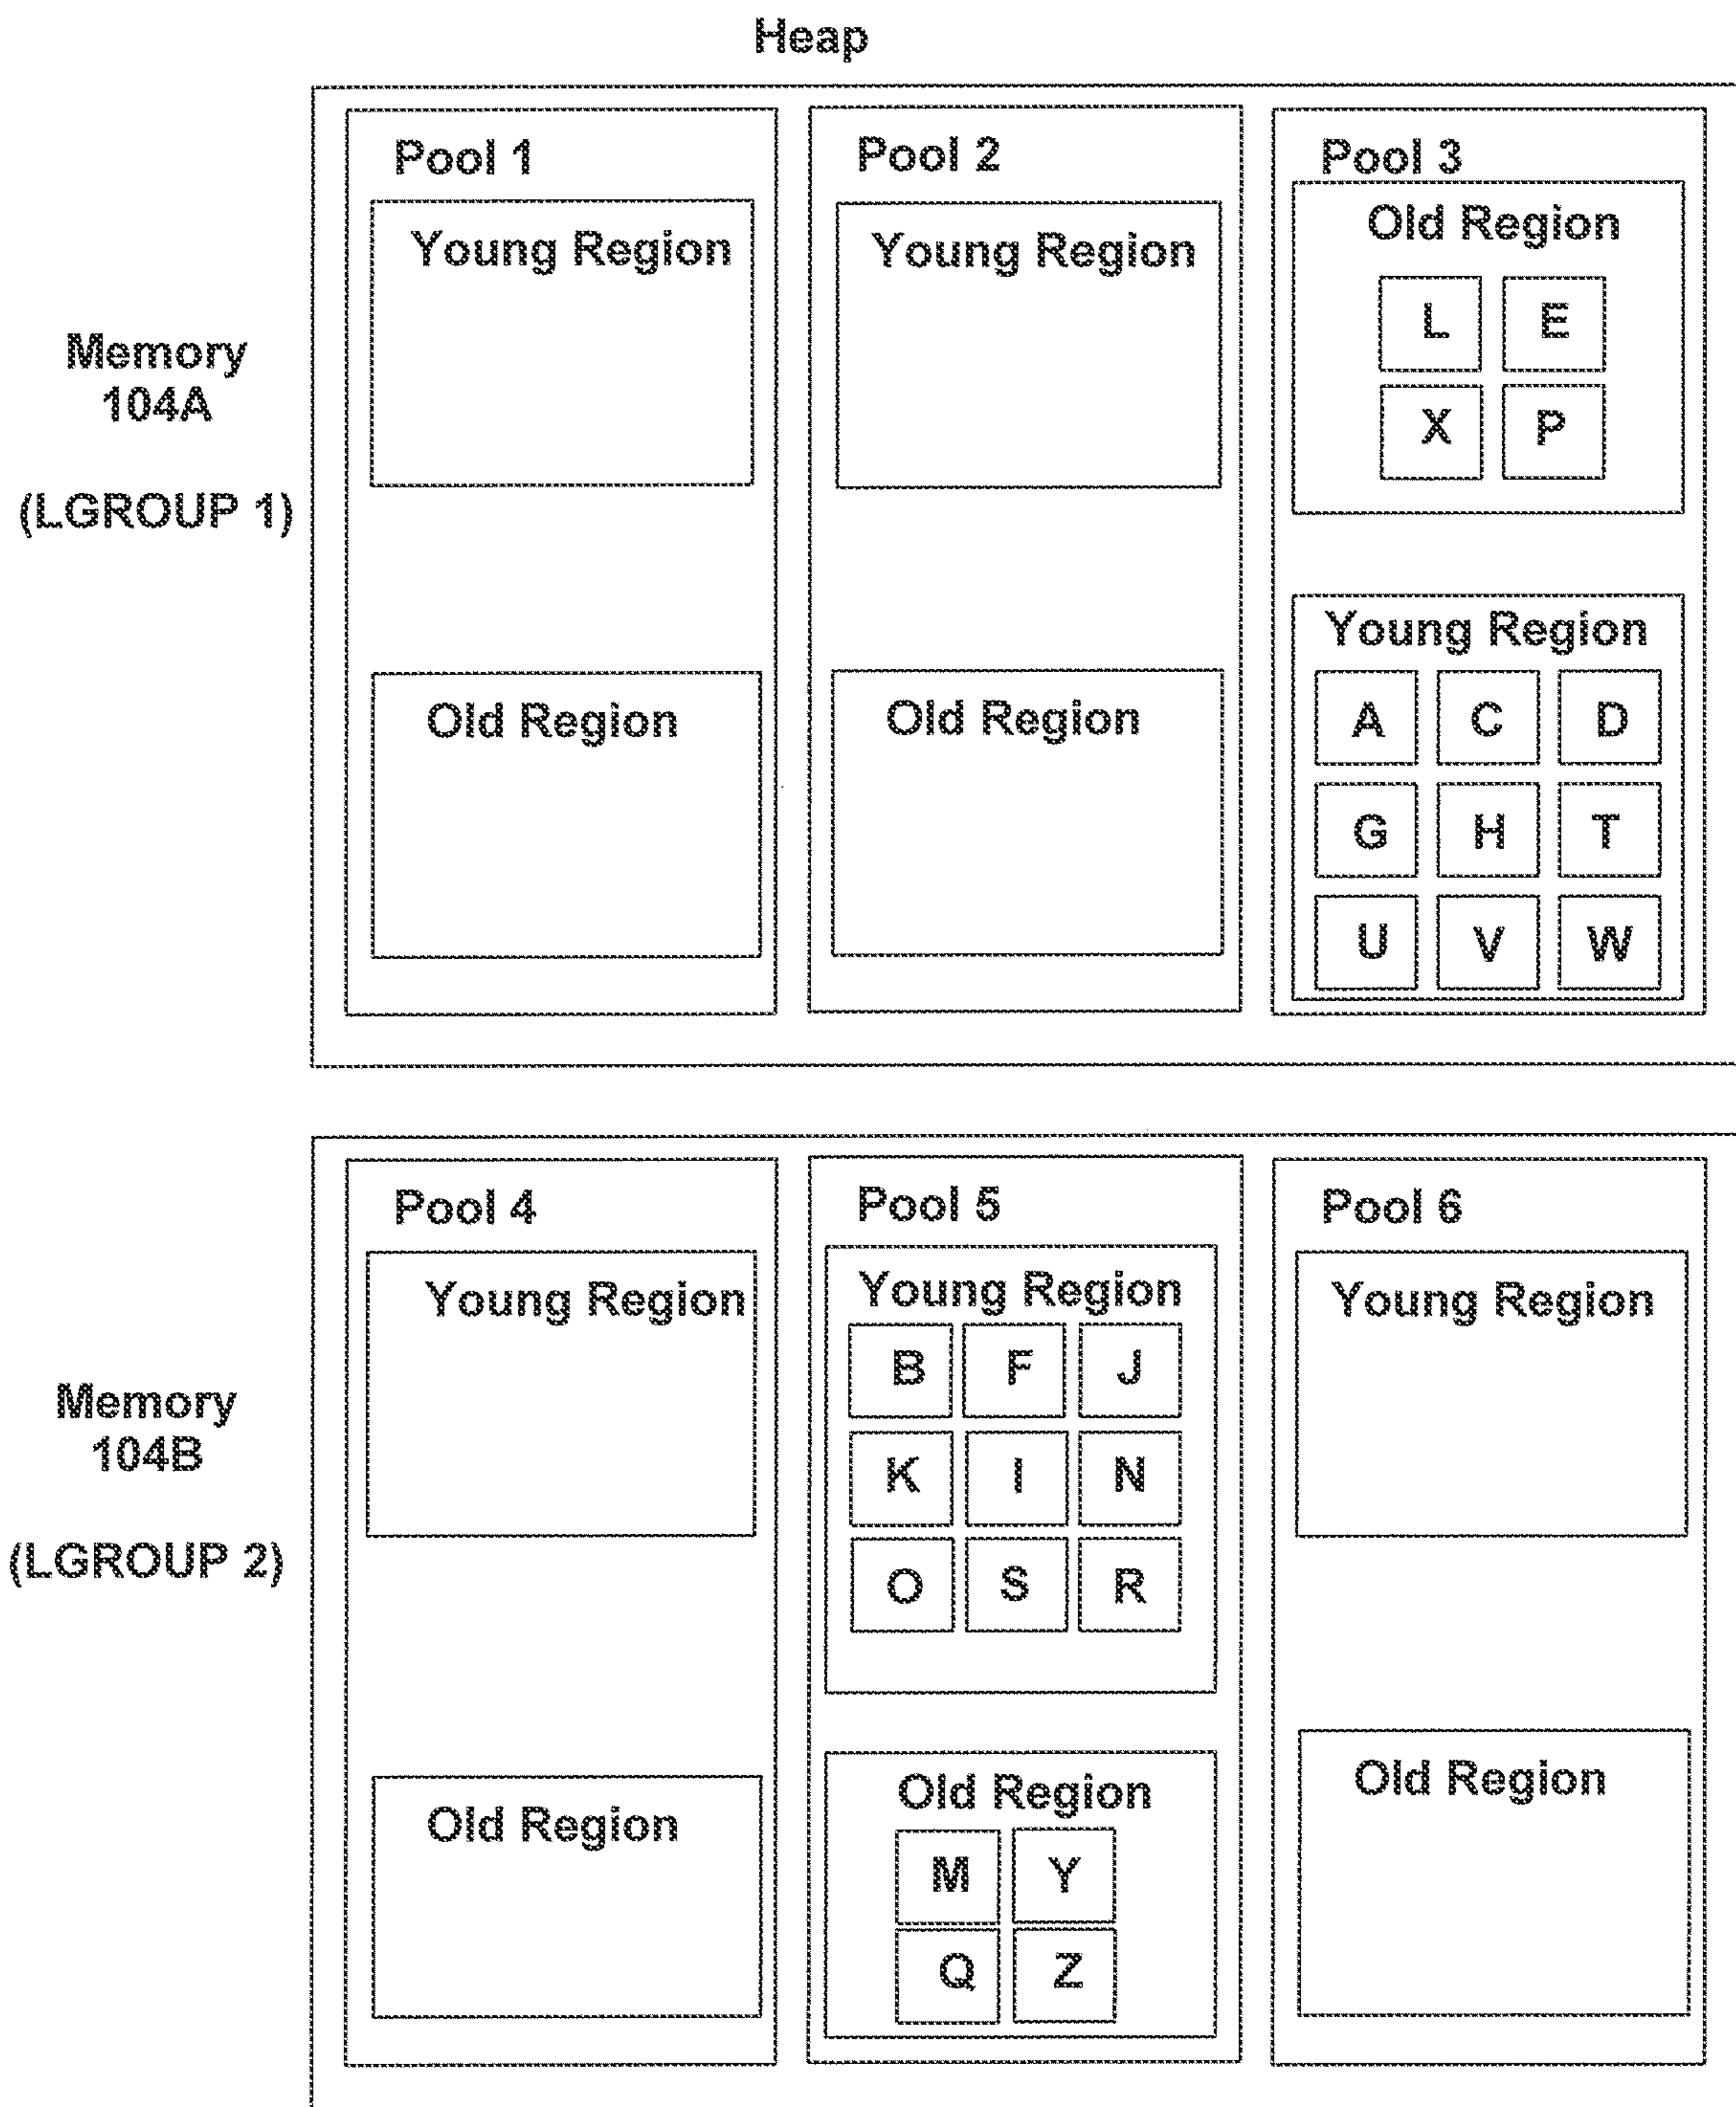 Heap
Memory
104A
(LGROUP 1)
Pool 1
Young Region
Old Region
Pool 2
Young Region
Old Region
Pool 3
Old Region
L E
X P
Young Region
A C D
G H T
U V W
Memory
104B
(LGROUP 2)
Pool 4
Young Region
Old Region
Pool 5
Young Region
B F J
K I N
O S R
Old Region
M Y
Q Z
Pool 6
Young Region
Old Region